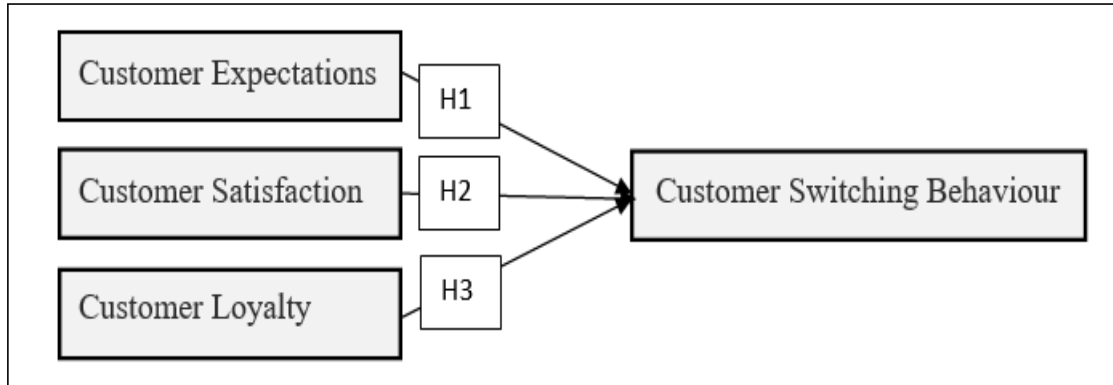 Customer Expectations
H1
Customer Satisfaction
H2
Customer Switching Behaviour
Customer Loyalty
H3